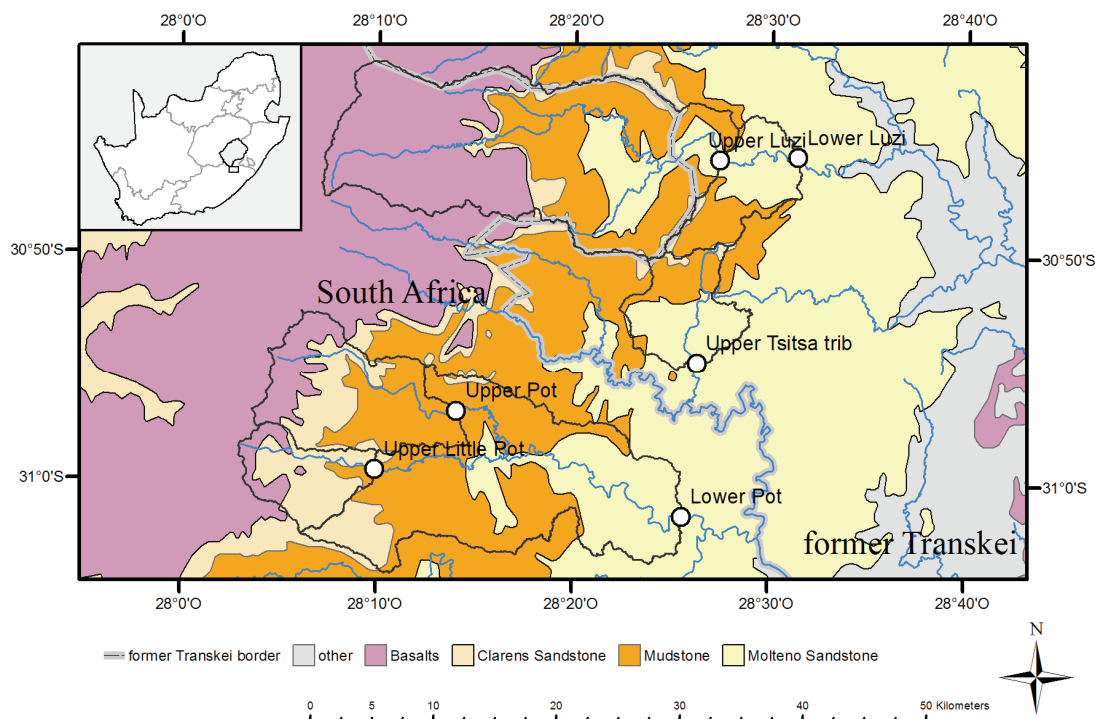 28°0'O 28°10'O 28°20'O 28°30'O 28°40'O
Upper Luzi Lower Luzi
30°50'S 30°50'S
South Africa
Upper Tsitsa trib
Upper Pot
Upper Little Pot
31°0'S 31°0'S
Lower Pot
former Transkei
28°0'O 28°10'O 28°20'O 28°30'O 28°40'O
former Transkei border other Basalts Clarens Sandstone Mudstone Molteno Sandstone
N
0 5 10 20 30 40 50 Kilometers